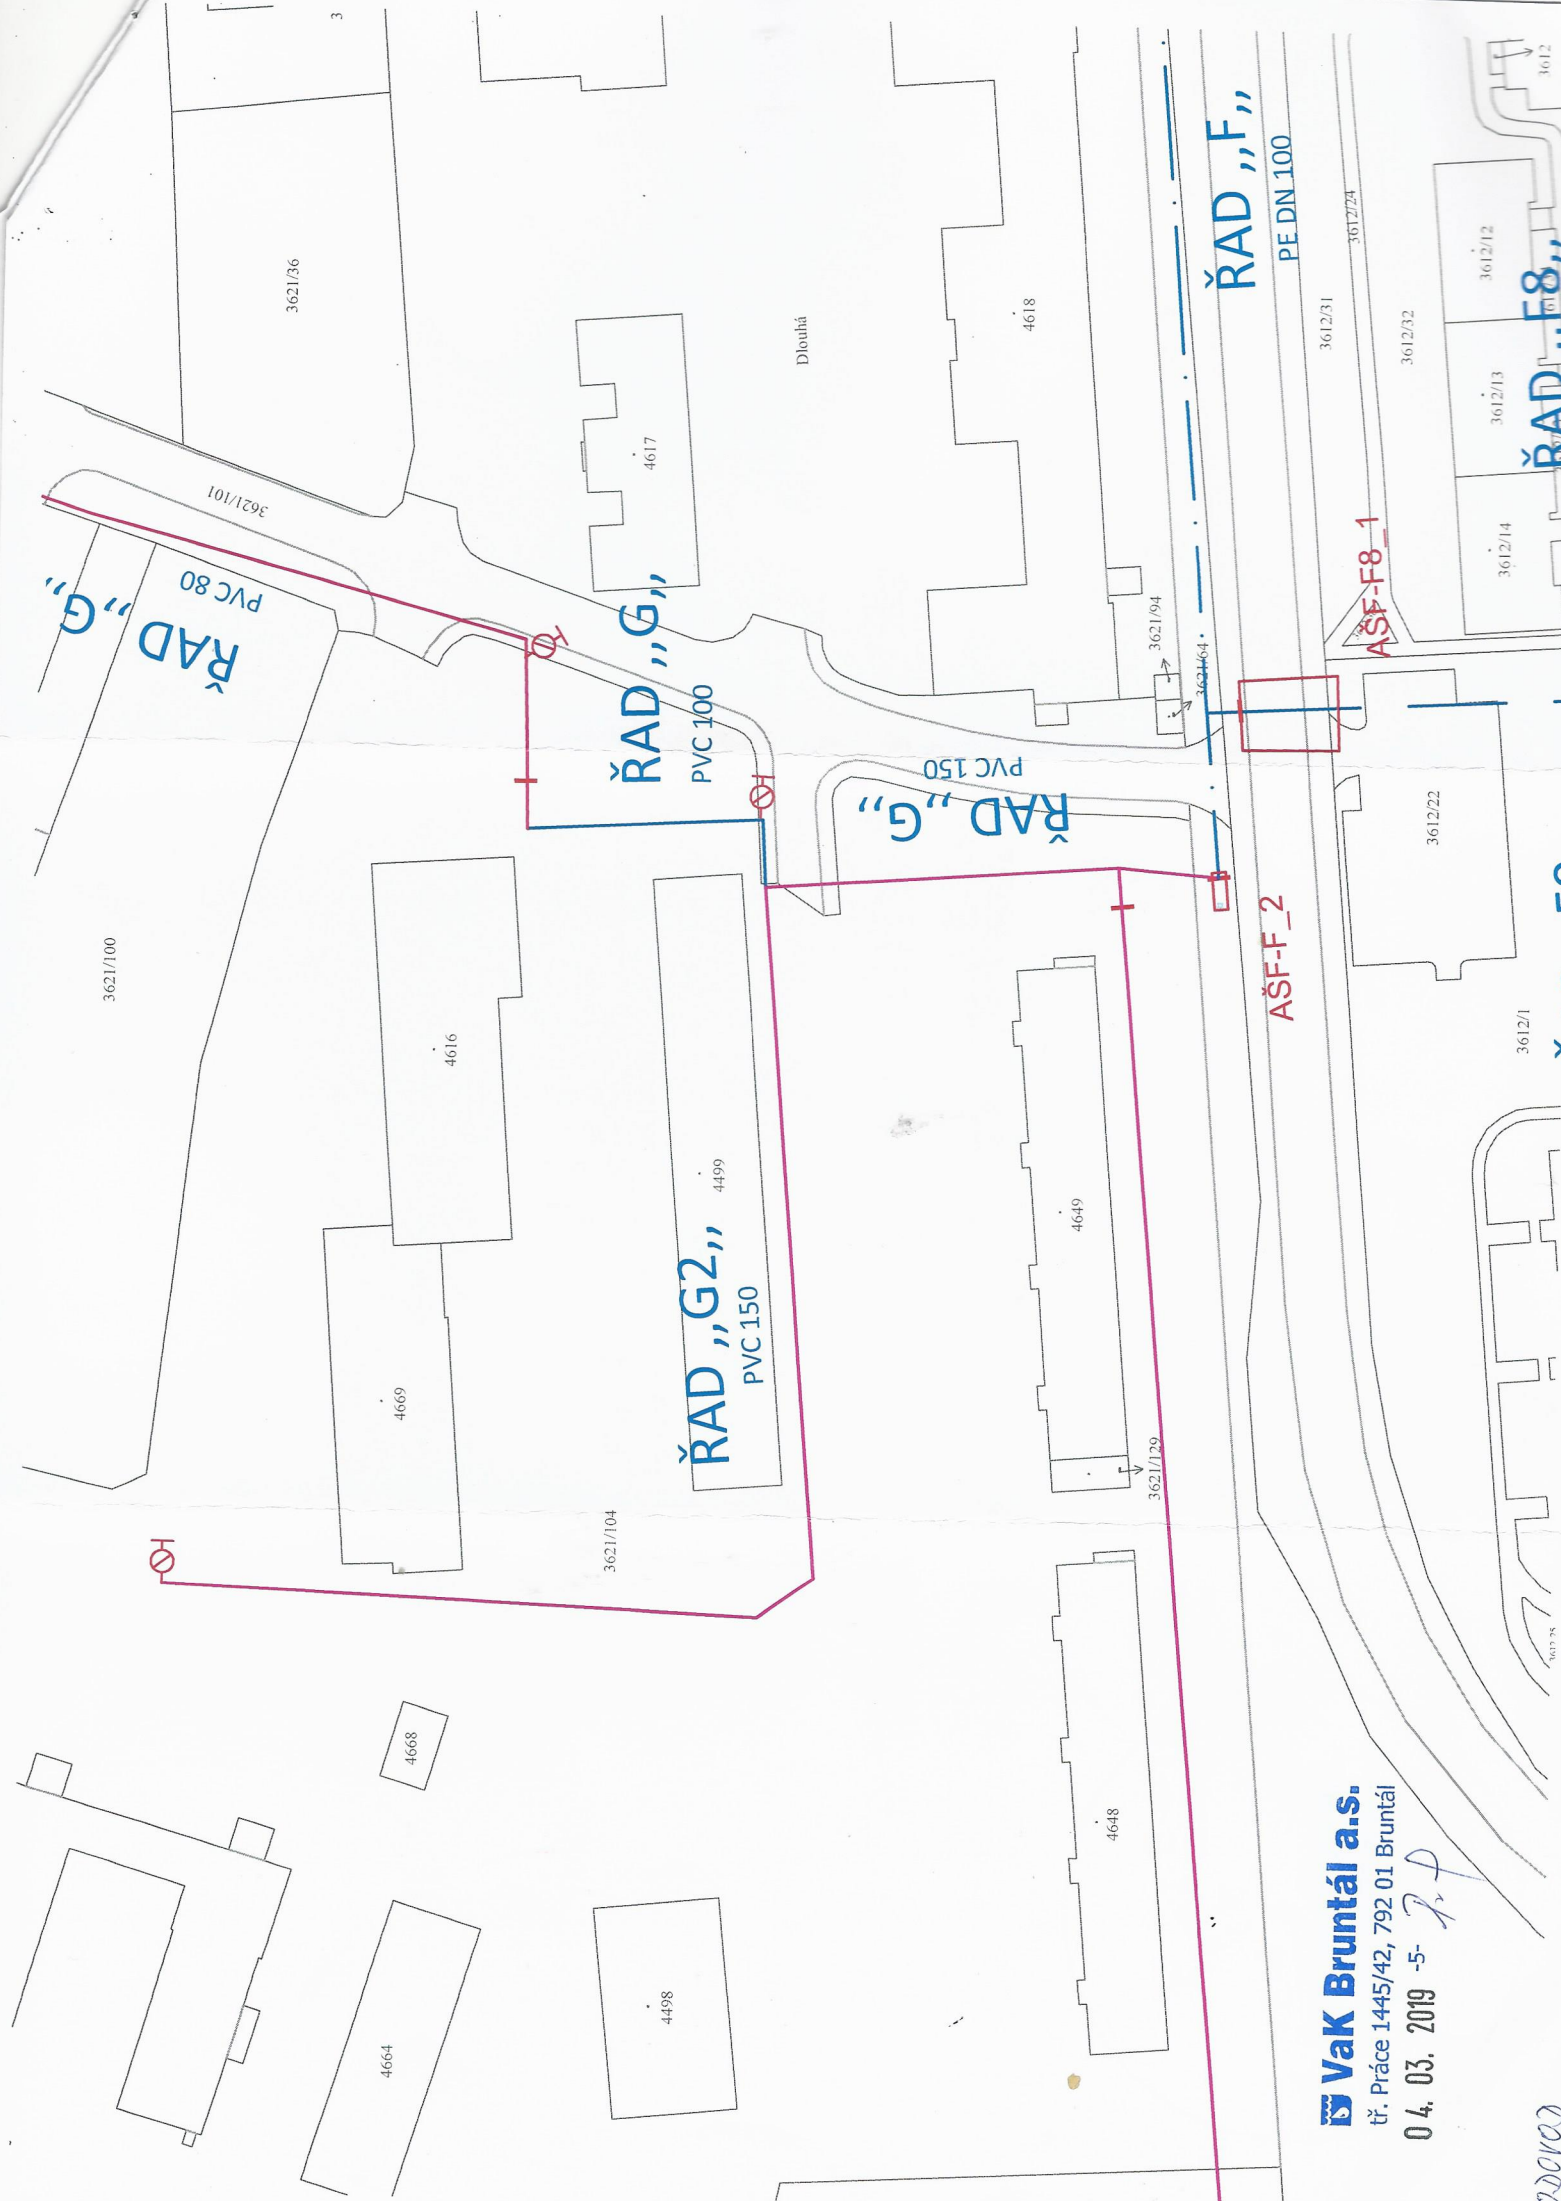 3621/36
3621/101
ŘAD „G„
PVC 80
3621/100
4617
Dlouhá
4618
ŘAD „G„
PVC 100
ŘAD „F„
PE DN 100
3612/24
3612/31
3612/32
3612/12
3612/13
3612/14
ŘAD „F8„
3612
3621/94
3621/64
AŠF-F8_1
PVC 150
ŘAD „G„
3612/22
AŠF-F_2
3612/1
4616
4499
4649
ŘAD „G2„
PVC 150
4669
3621/104
3621/129
4668
4648
4664
4498
VaK Bruntál a.s.
tř. Práce 1445/42, 792 01 Bruntál
04. 03. 2019 -5-